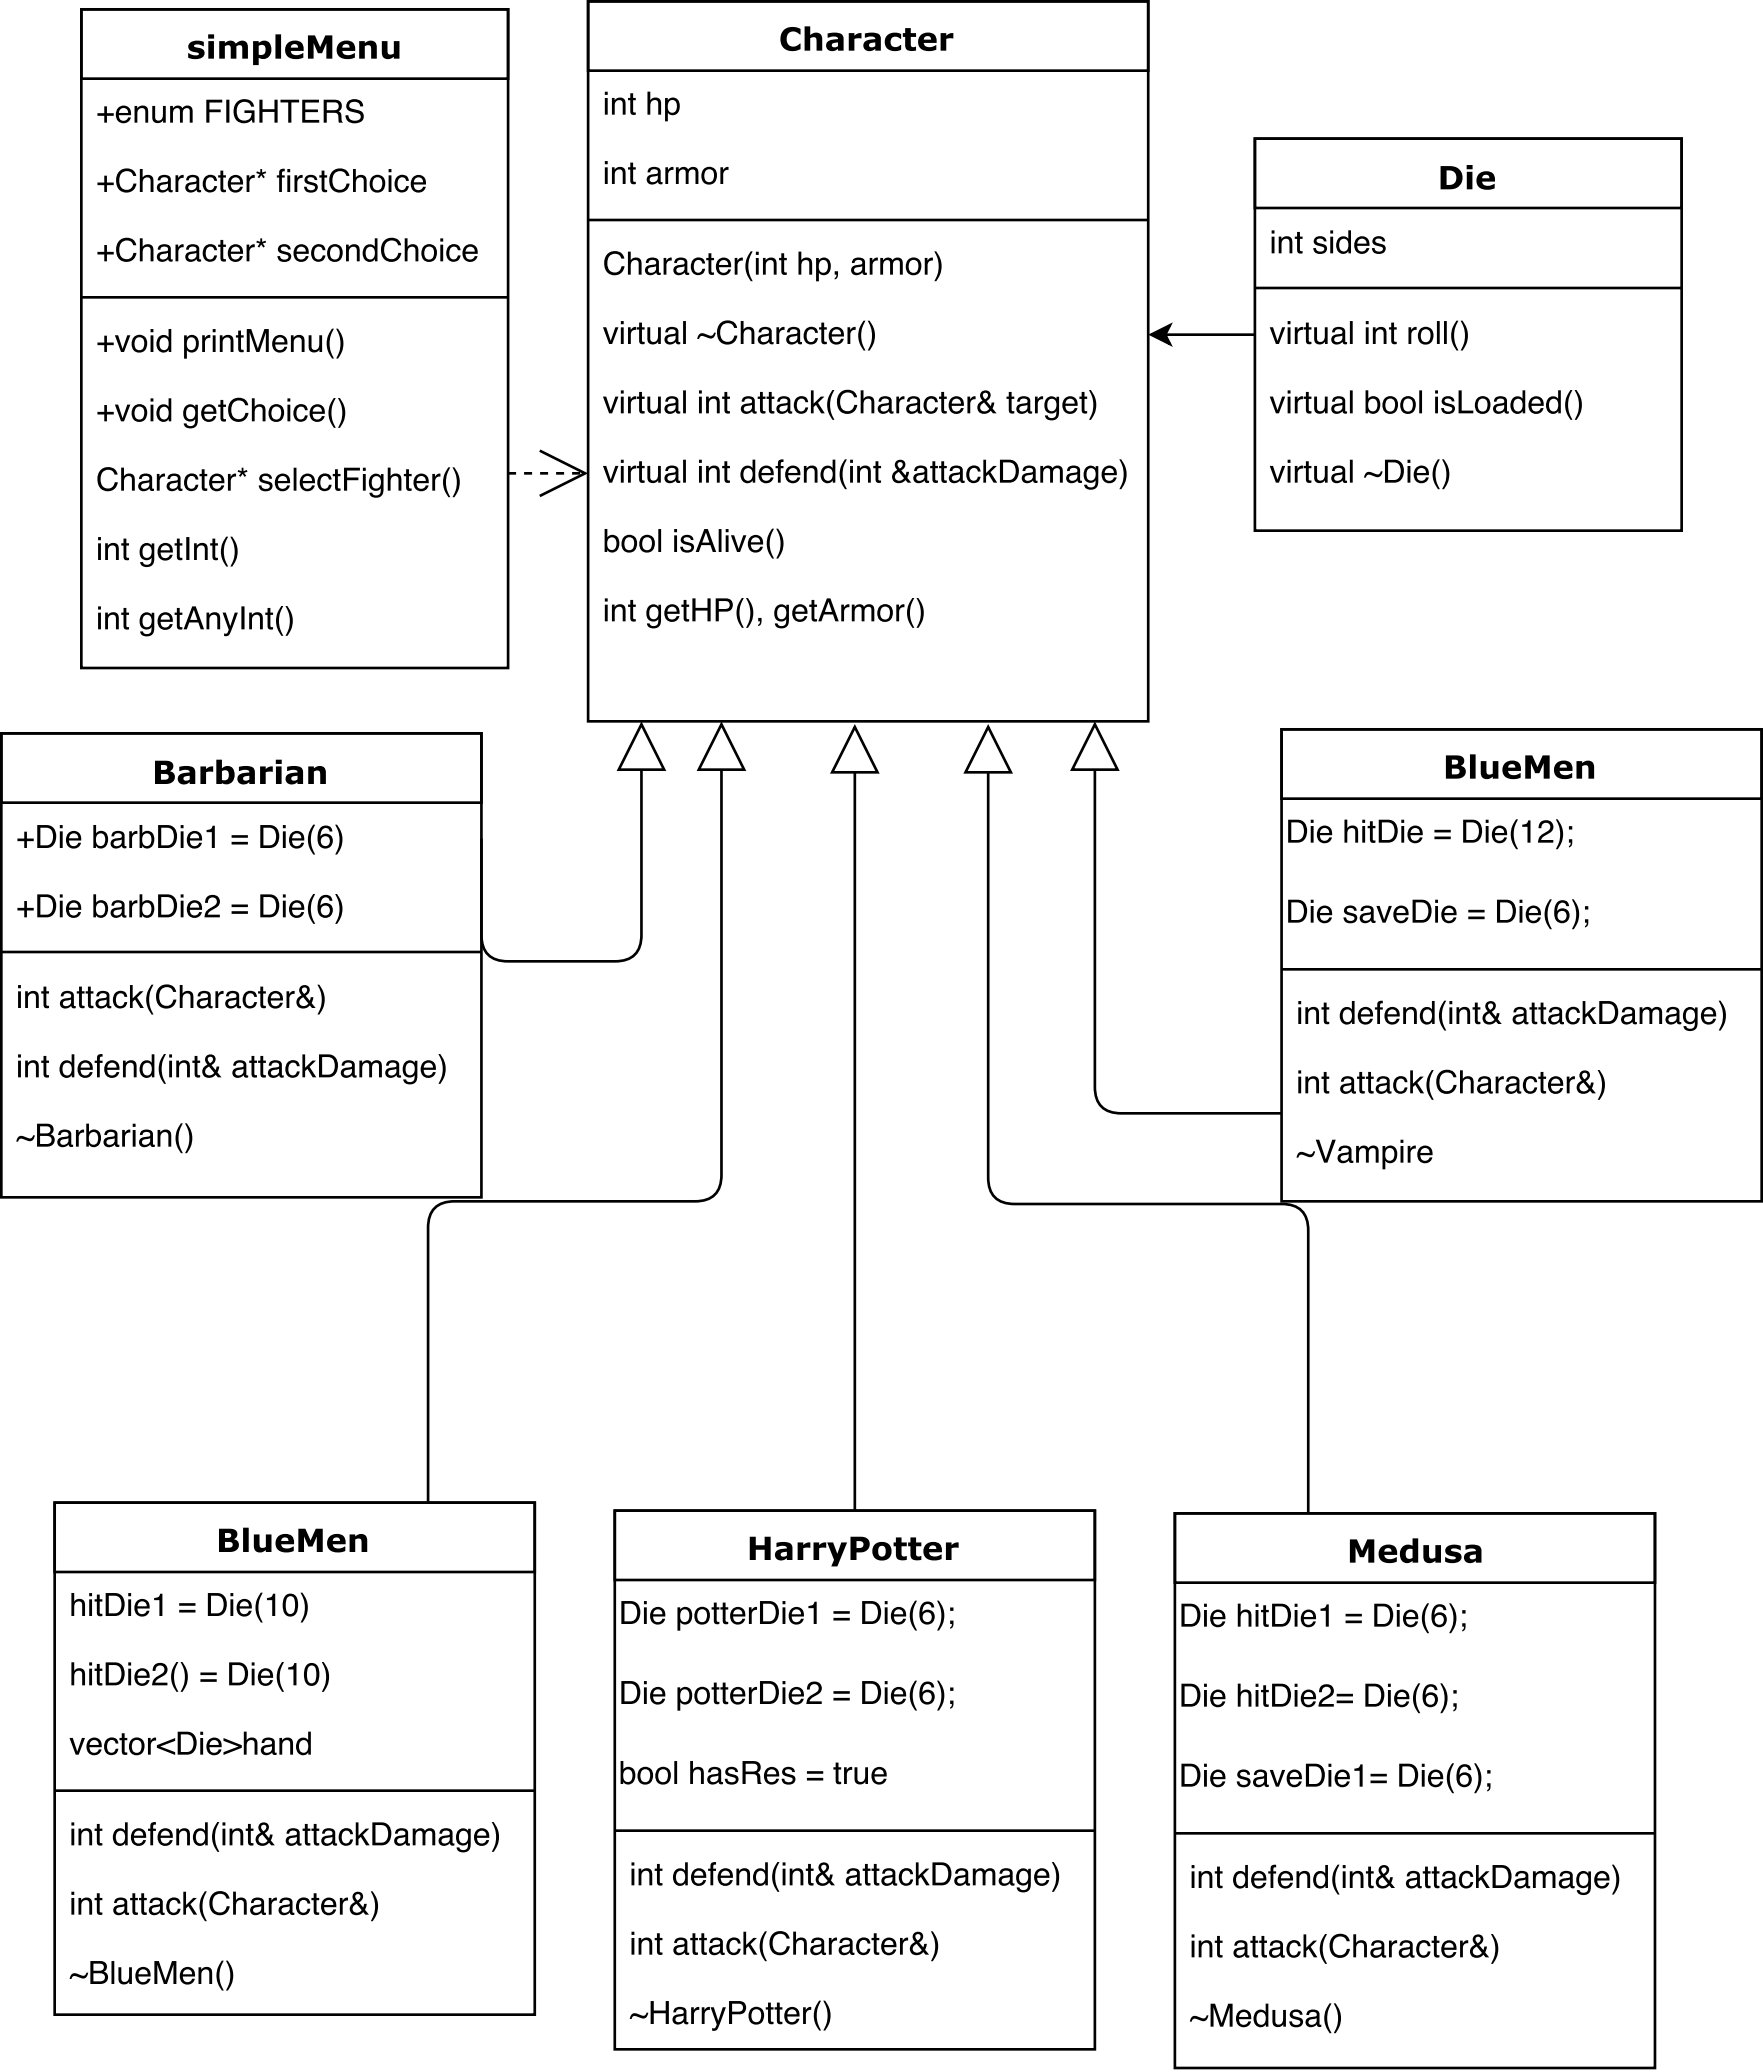 simpleMenu
+enum FIGHTERS
+Character* firstChoice
+Character* secondChoice
+void printMenu()
+void getChoice()
Character* selectFighter()
int getInt()
int getAnyInt()
Character
int hp
int armor
Character(int hp, armor)
virtual ~Character()
virtual int attack(Character& target)
virtual int defend(int &attackDamage)
bool isAlive()
int getHP(), getArmor()
Die
int sides
virtual int roll()
virtual bool isLoaded()
virtual ~Die()
Barbarian
+Die barbDie1 = Die(6)
+Die barbDie2 = Die(6)
int attack(Character&)
int defend(int& attackDamage)
~Barbarian()
BlueMen
Die hitDie = Die(12);
Die saveDie = Die(6);
int defend(int& attackDamage)
int attack(Character&)
~Vampire
BlueMen
hitDie1 = Die(10)
hitDie2() = Die(10)
vector<Die>hand
int defend(int& attackDamage)
int attack(Character&)
~BlueMen()
HarryPotter
Die potterDie1 = Die(6);
Die potterDie2 = Die(6);
bool hasRes = true
int defend(int& attackDamage)
int attack(Character&)
~HarryPotter()
Medusa
Die hitDie1 = Die(6);
Die hitDie2= Die(6);
Die saveDie1= Die(6);
int defend(int& attackDamage)
int attack(Character&)
~Medusa()